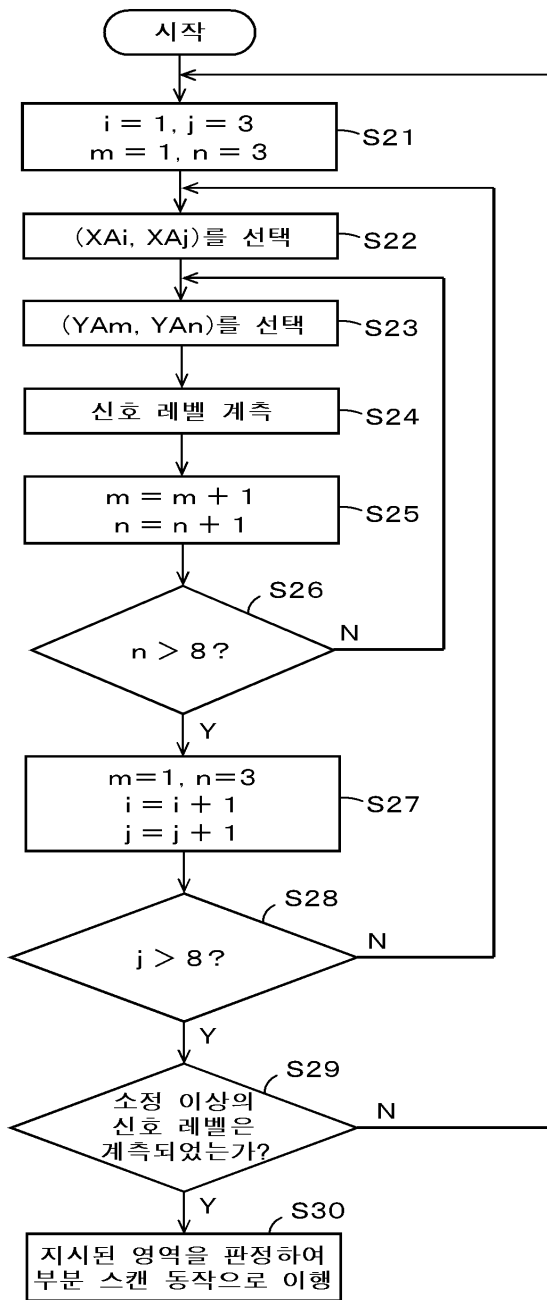 시작
i = 1, j = 3
m = 1, n = 3
S21
(XAi, XAj)를 선택
S22
(YAm, YAn)를 선택
S23
신호 레벨 계측
S24
m = m + 1
n = n + 1
S25
S26
n > 8?
N
Y
m=1, n=3
i = i + 1
j = j + 1
S27
S28
j > 8?
N
Y
S29
소정 이상의
신호 레벨은
계측되었는가?
N
Y
S30
지시된 영역을 판정하여
부분 스캔 동작으로 이행